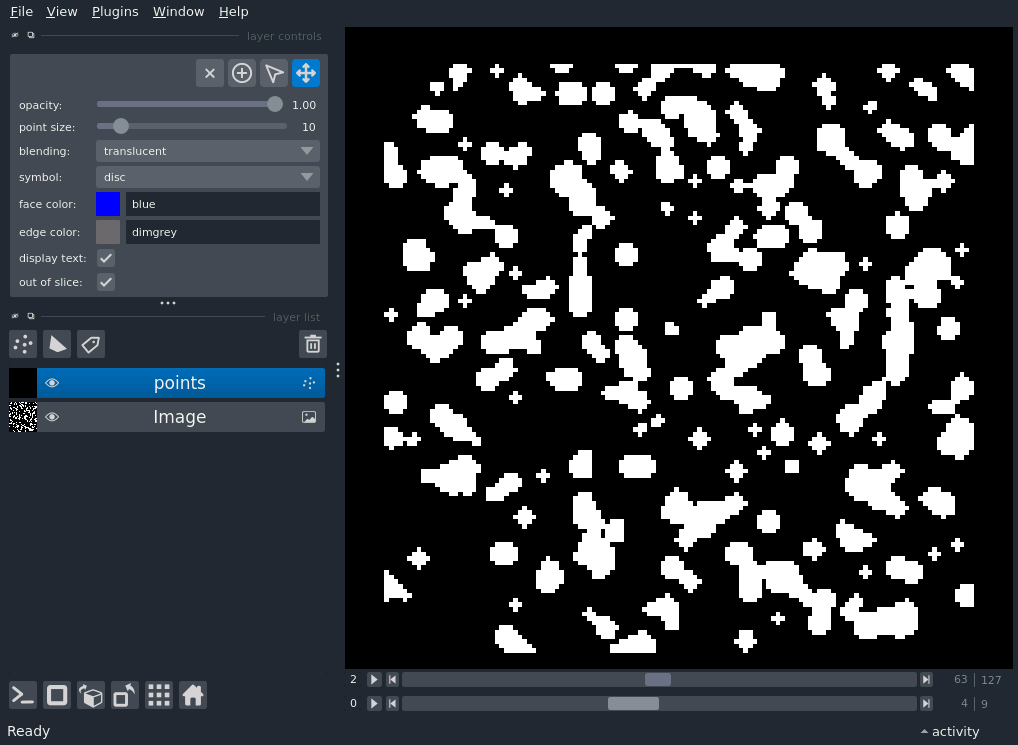 File View Plugins Window Help
layer controls
opacity: 1.00
point size: 10
blending: translucent
symbol: disc
face color: blue
edge color: dimgrey
display text:
out of slice:
layer list
points
Image
2 63 127
0 4 9
Ready activity